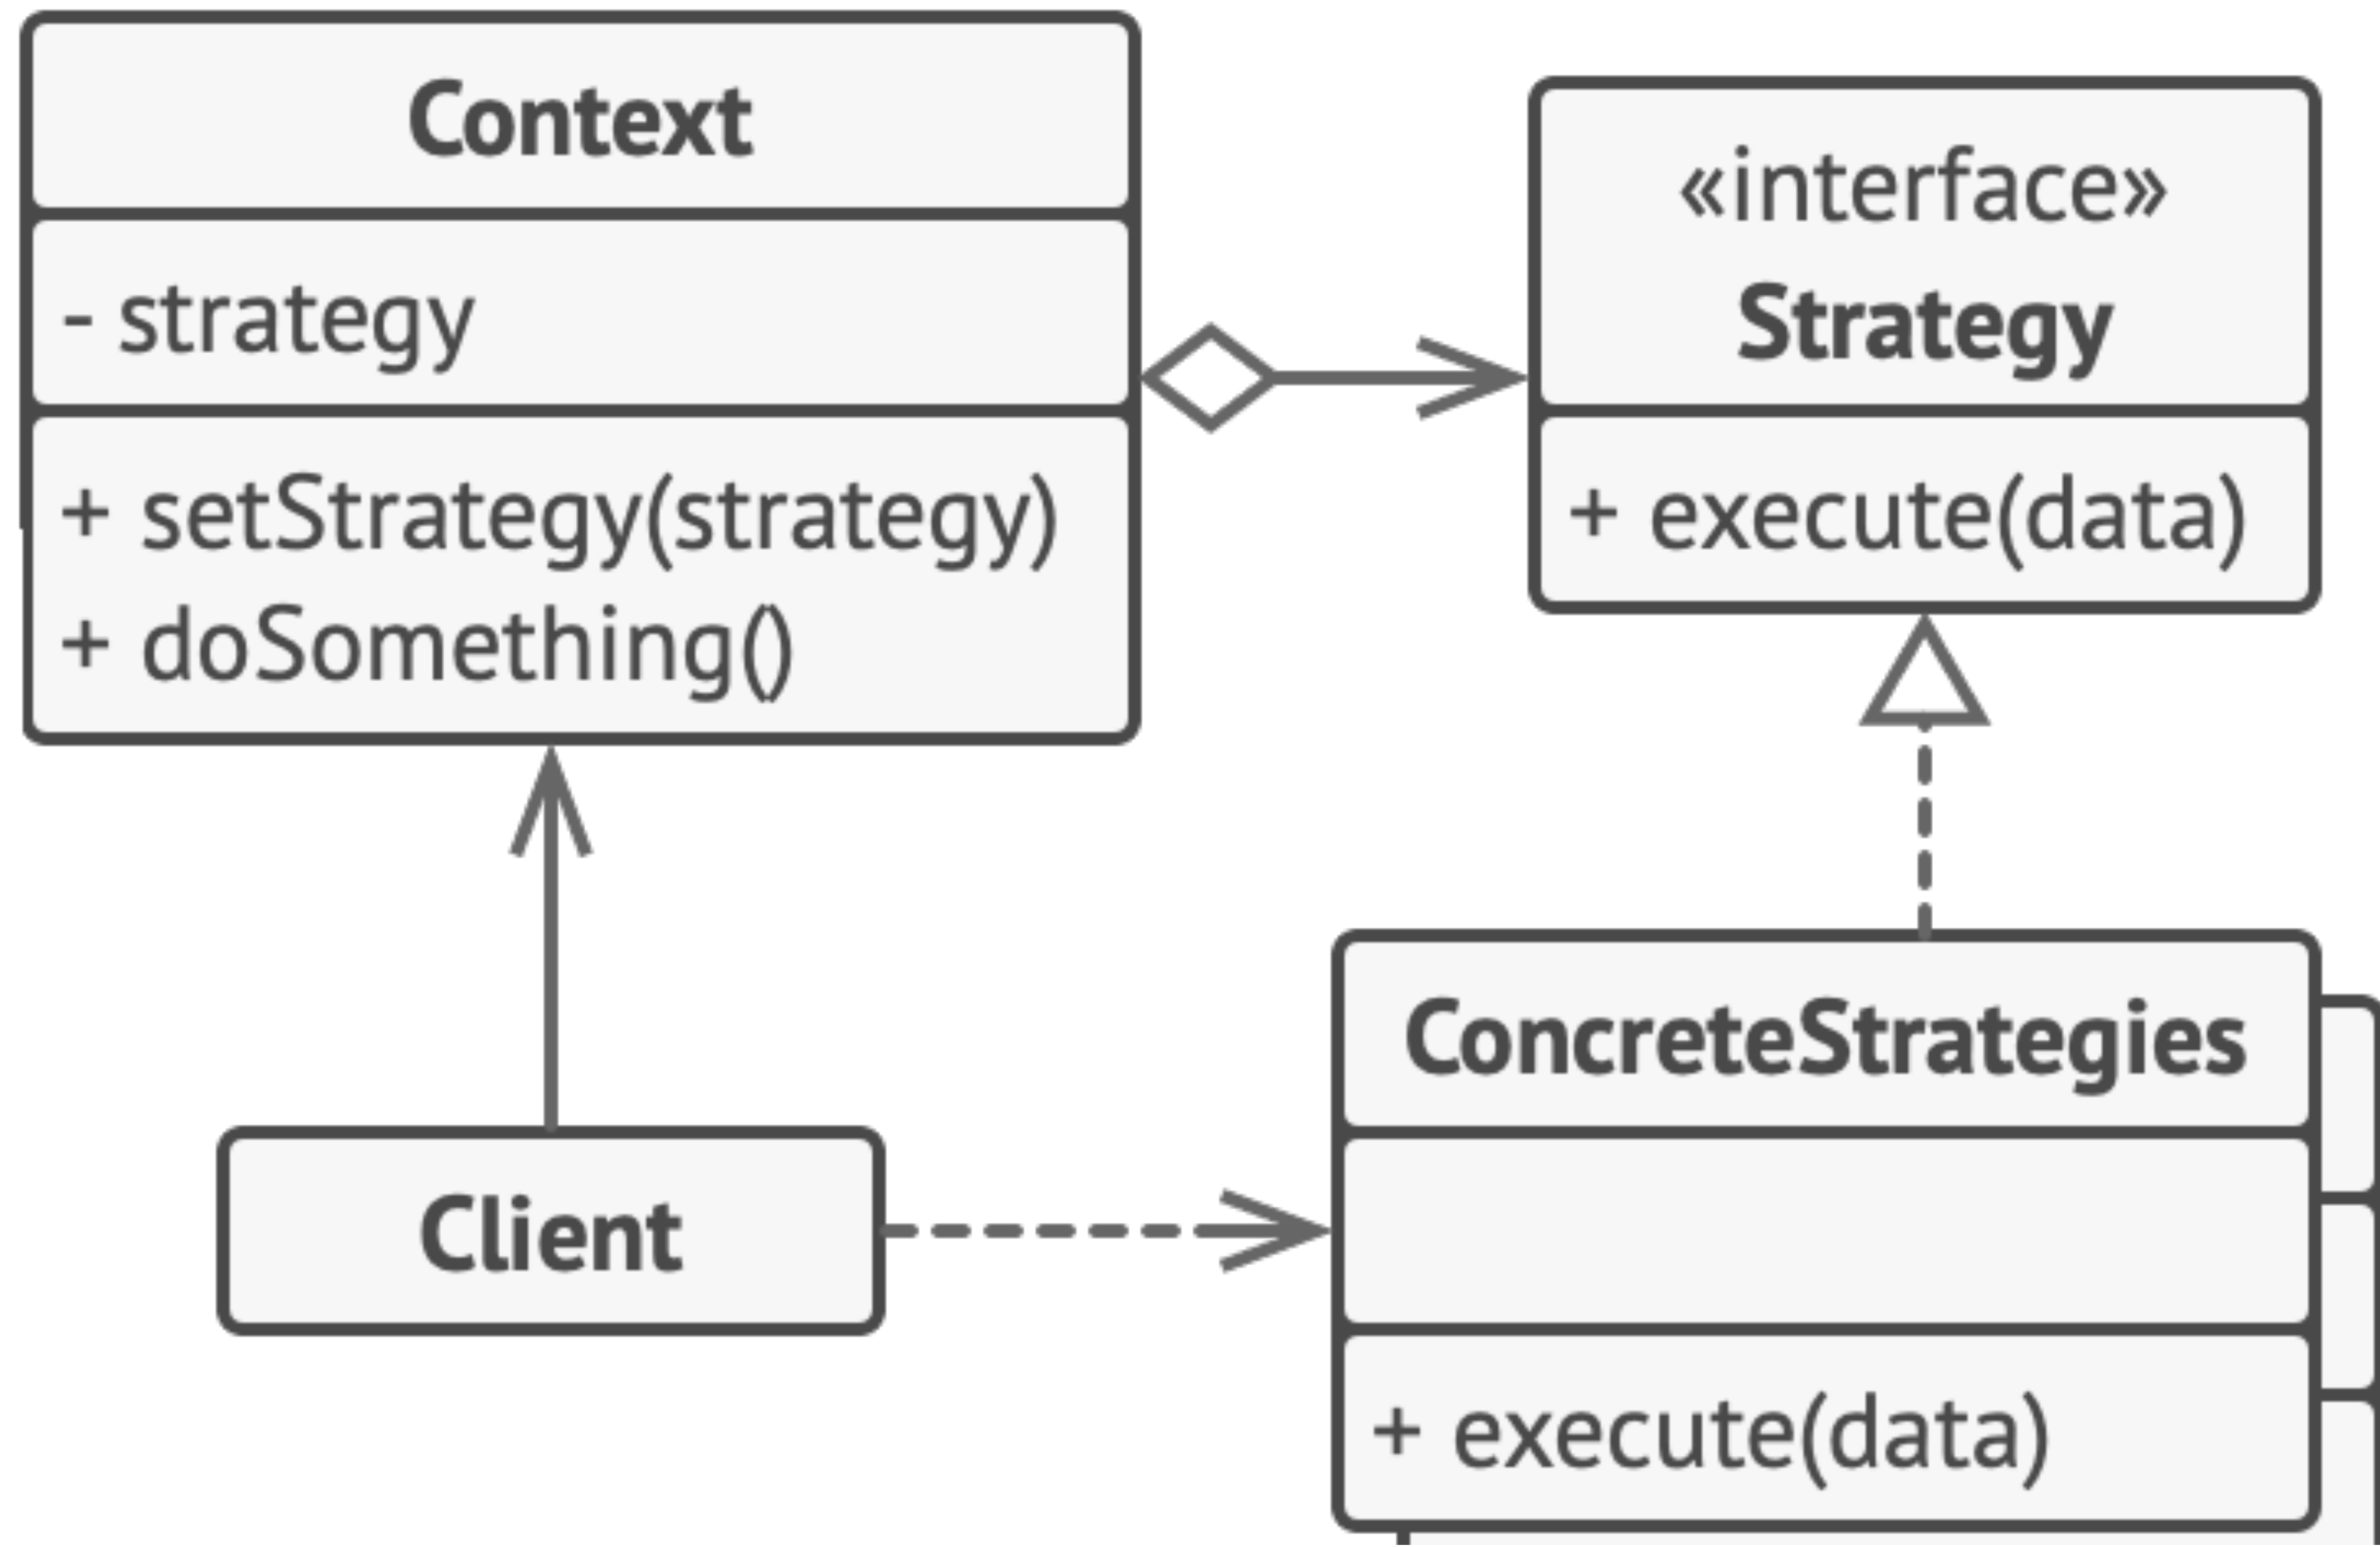 Context
- strategy
+ setStrategy(strategy)
+ doSomething()
«interface»
Strategy
+ execute(data)
Client
ConcreteStrategies
+ execute(data)